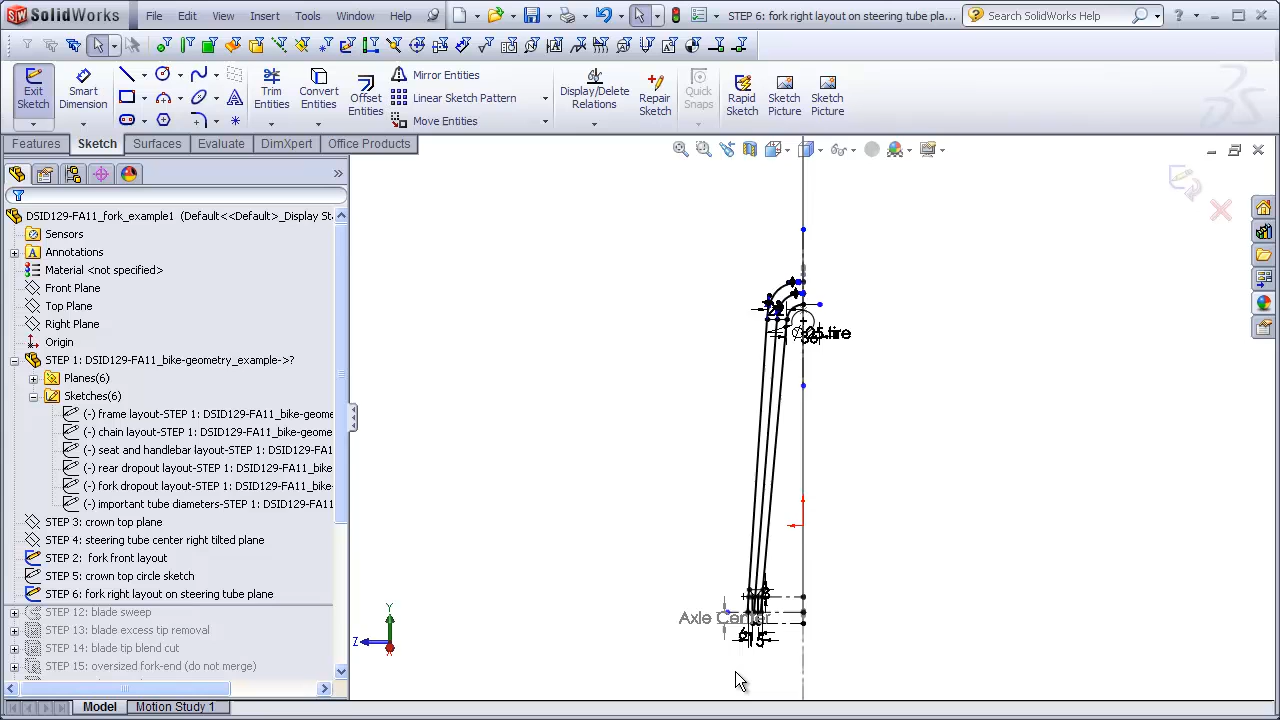 SolidWorks File Edit View Insert Tools Window Help STEP 6: fork right layout on steering tube pla... Search SolidWorks Help
Exit Sketch Smart Dimension Trim Entities Convert Entities Offset Entities Mirror Entities Linear Sketch Pattern Move Entities Display/Delete Relations Repair Sketch Quick Snaps Rapid Sketch Sketch Picture Sketch Picture
Features Sketch Surfaces Evaluate DimXpert Office Products
DSID129-FA11_fork_example1 (Default<<Default>_Display St
Sensors
Annotations
Material <not specified>
Front Plane
Top Plane
Right Plane
Origin
STEP 1: DSID129-FA11_bike-geometry_example->?
Planes(6)
Sketches(6)
(-) frame layout-STEP 1: DSID129-FA11_bike-geome
(-) chain layout-STEP 1: DSID129-FA11_bike-geome
(-) seat and handlebar layout-STEP 1: DSID129-FA1
(-) rear dropout layout-STEP 1: DSID129-FA11_bike
(-) fork dropout layout-STEP 1: DSID129-FA11_bike-
(-) inportant tube diameters-STEP 1: DSID129-FA11
STEP 3: crown top plane
STEP 4: steering tube center right tilted plane
STEP 2: fork front layout
STEP 5: crown top circle sketch
STEP 6: fork right layout on steering tube plane
STEP 12: blade sweep
STEP 13: blade excess tip removal
STEP 14: blade tip blend cut
STEP 15: oversized fork-end (do not merge)
Model Motion Study 1
22
25 tire
36
Axle Center
6
15
Y
Z
X